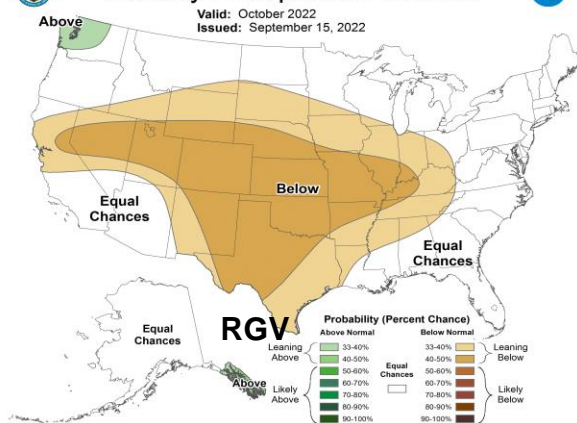 Valid: October 2022
Issued: September 15, 2022
Above
Below
Equal
Chances
Equal
Chances
Equal
Chances
Above
RGV
Probability (Percent Chance)
Above Normal Below Normal
Leaning
Above
33-40%
40-50%
50-60%
60-70%
70-80%
80-90%
90-100%
Likely
Above
Equal
Chances
33-40%
40-50%
50-60%
60-70%
70-80%
80-90%
90-100%
Leaning
Below
Likely
Below